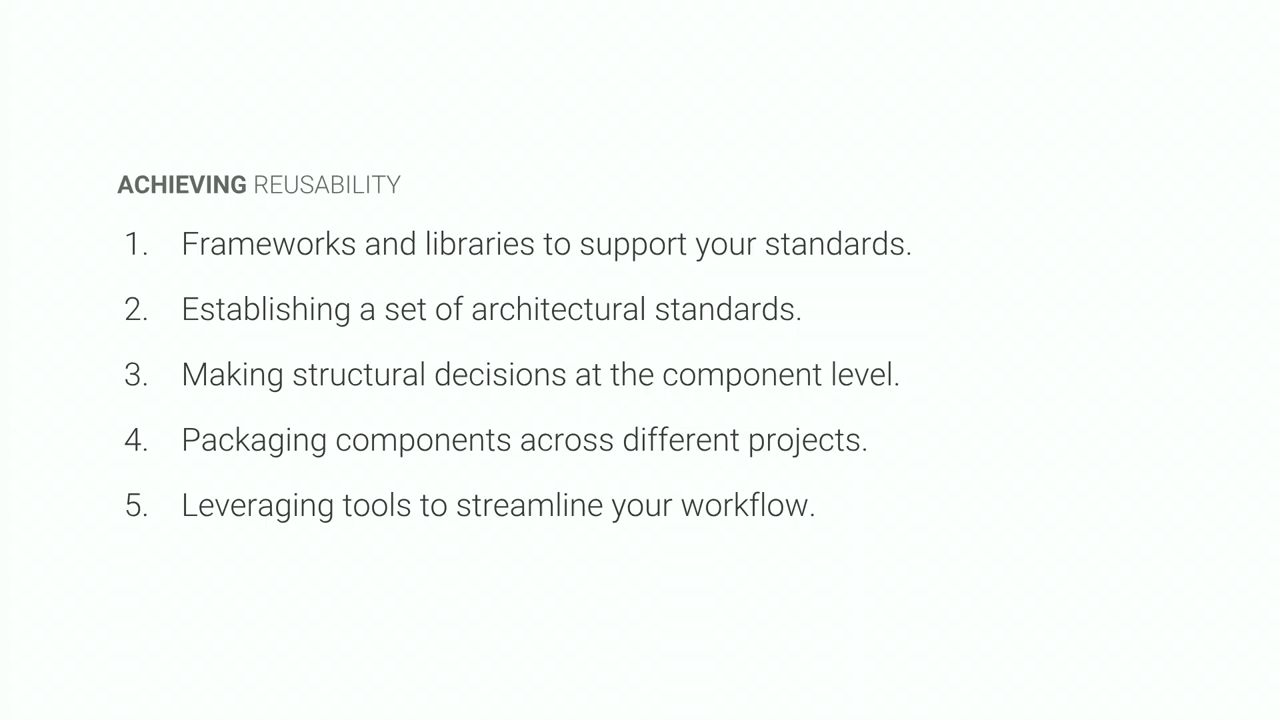 ACHIEVING REUSABILITY
1. Frameworks and libraries to support your standards.
2. Establishing a set of architectural standards.
3. Making structural decisions at the component level.
4. Packaging components across different projects.
5. Leveraging tools to streamline your workflow.